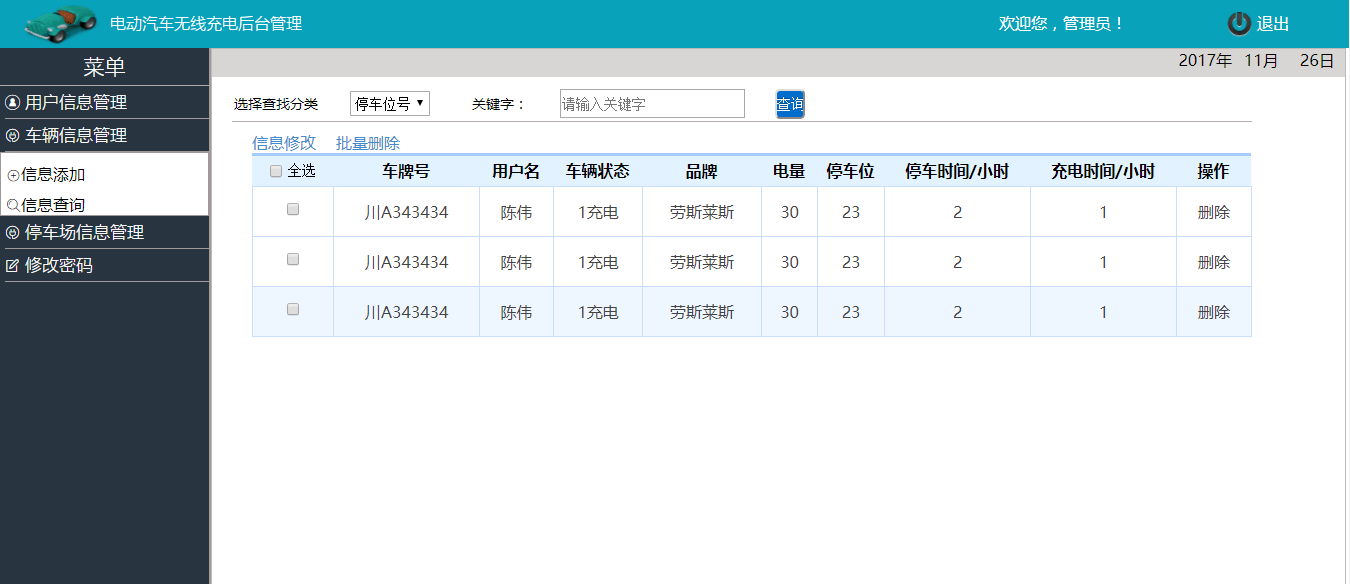 电动汽车无线充电后台管理 欢迎您，管理员！ 退出
菜单
2017年 11月 26日
用户信息管理
车辆信息管理
信息添加
信息查询
停车场信息管理
修改密码
选择查找分类 停车位号 关键字： 请输入关键字 查询
信息修改 批量删除
全选 车牌号 用户名 车辆状态 品牌 电量 停车位 停车时间/小时 充电时间/小时 操作
川A343434 陈伟 1充电 劳斯莱斯 30 23 2 1 删除
川A343434 陈伟 1充电 劳斯莱斯 30 23 2 1 删除
川A343434 陈伟 1充电 劳斯莱斯 30 23 2 1 删除